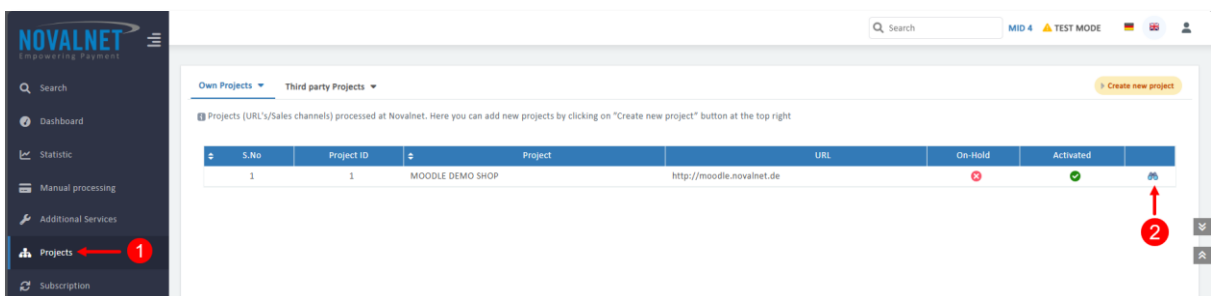 NOVALNET
Empowering Payment
Search
MID 4 TEST MODE
Search
Dashboard
Statistic
Manual processing
Additional Services
Projects
Subscription
1
Own Projects Third party Projects
Create new project
Projects (URL's/Sales channels) processed at Novalnet. Here you can add new projects by clicking on "Create new project" button at the top right
S.No Project ID Project URL On-Hold Activated
1 1 MOODLE DEMO SHOP http://moodle.novalnet.de
2